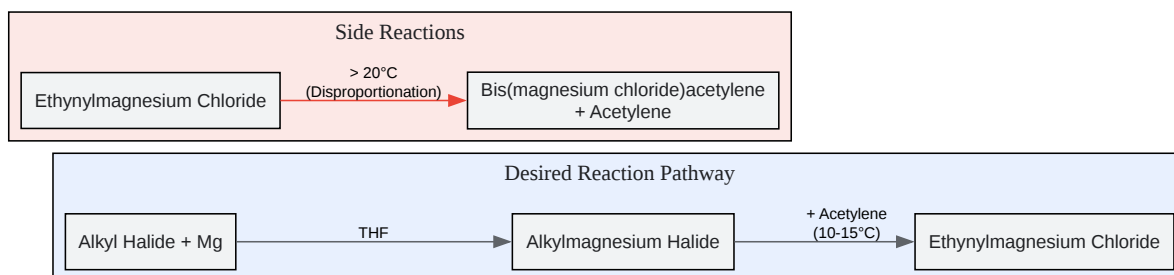 Side Reactions
Ethynylmagnesium Chloride
> 20°C
(Disproportionation)
Bis(magnesium chloride)acetylene
+ Acetylene
Desired Reaction Pathway
Alkyl Halide + Mg
THF
Alkylmagnesium Halide
+ Acetylene
(10-15°C)
Ethynylmagnesium Chloride